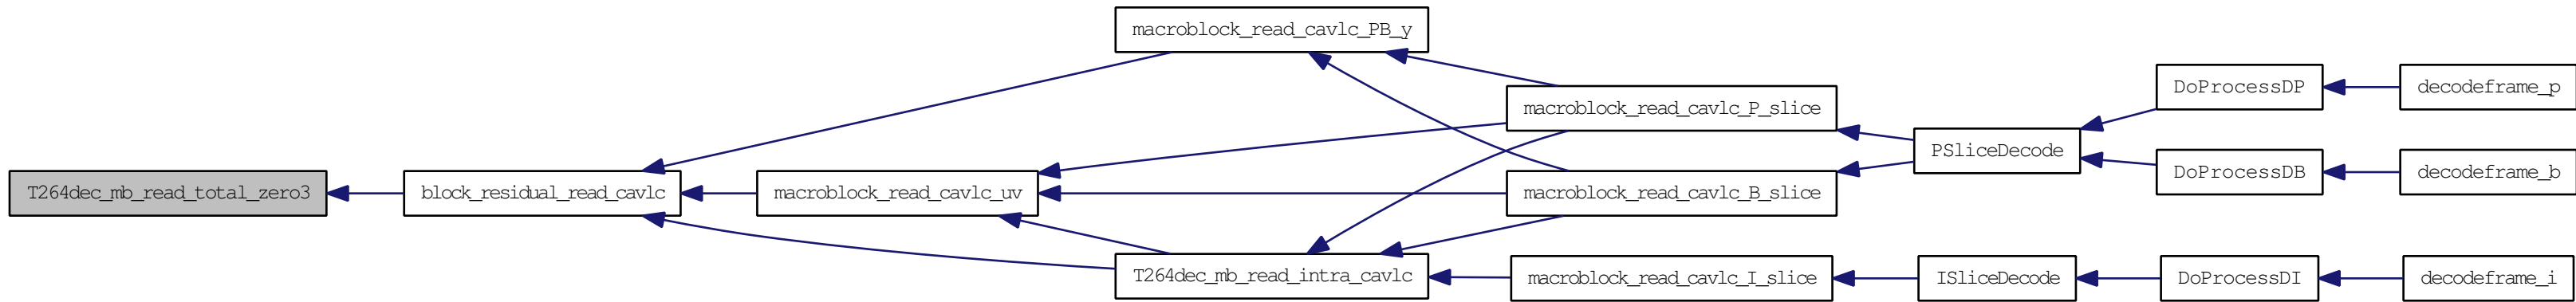 macroblock_read_cavlc_PB_y
DoProcessDP
decodeframe_p
macroblock_read_cavlc_P_slice
PSliceDecode
T264dec_mb_read_total_zero3
block_residual_read_cavlc
macroblock_read_cavlc_uv
macroblock_read_cavlc_B_slice
DoProcessDB
decodeframe_b
T264dec_mb_read_intra_cavlc
macroblock_read_cavlc_I_slice
ISliceDecode
DoProcessDI
decodeframe_i